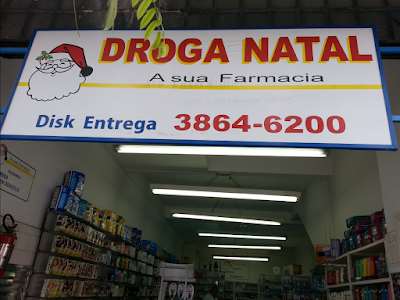 DROGA NATAL
A sua Farmacia
Disk Entrega 3864-6200